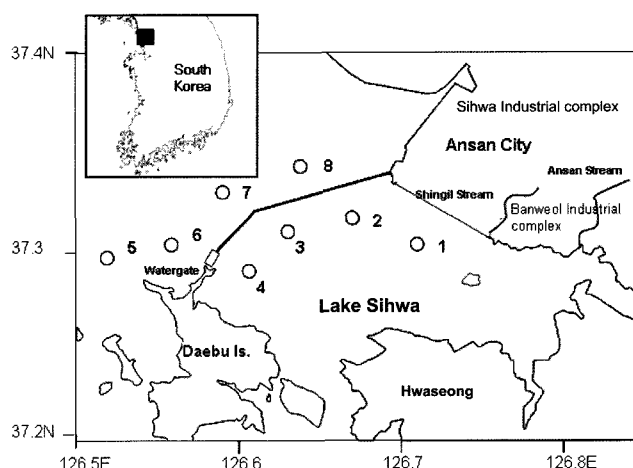 37.4N
South
Korea
Sihwa Industrial complex
Ansan City
Ansan Stream
8
7
Shingil Stream
Banweol Industrial
complex
2
1
3
6
5
37.3
Watergate
4
Lake Sihwa
Daebu Is.
Hwaseong
37.2N
126.5E
126.6
126.7
126.8E